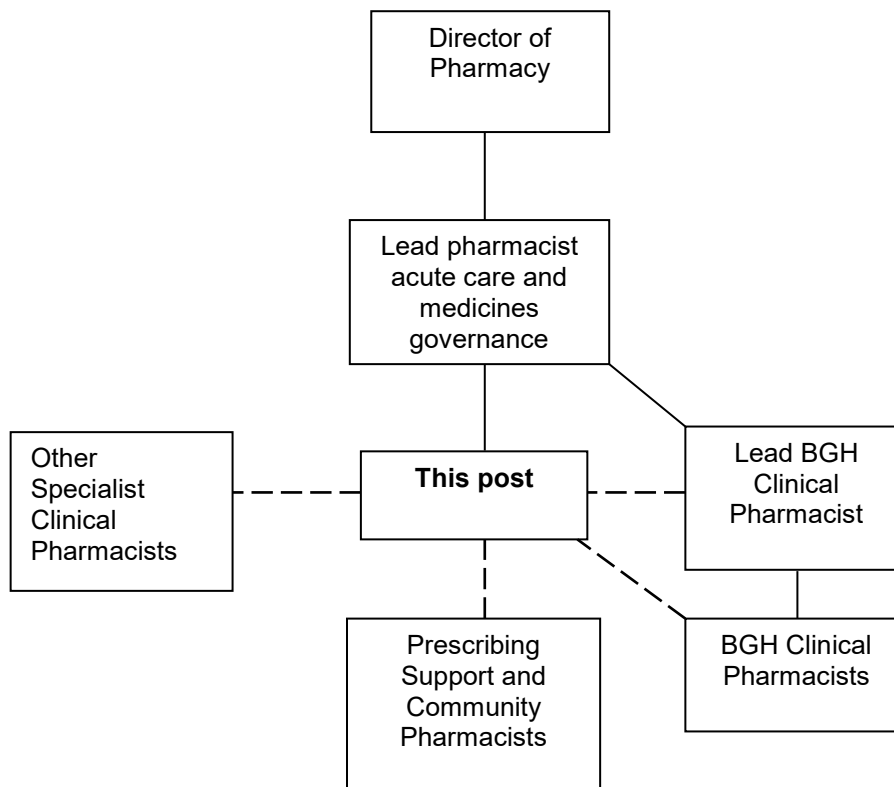 Director of
Pharmacy
Lead pharmacist
acute care and
medicines
governance
Other
Specialist
Clinical
Pharmacists
This post
Lead BGH
Clinical
Pharmacist
Prescribing
Support and
Community
Pharmacists
BGH Clinical
Pharmacists